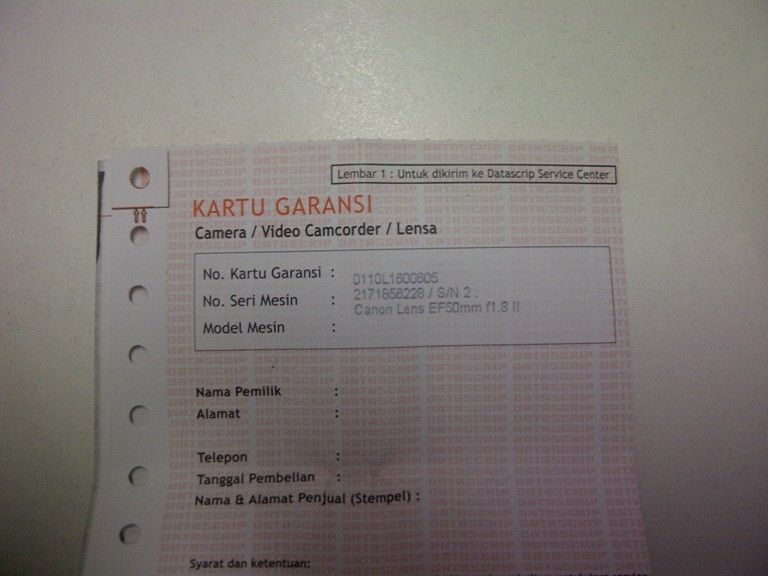 Lembar 1 : Untuk dikirim ke Datascrip Service Center
KARTU GARANSI
Camera / Video Camcorder / Lensa
No. Kartu Garansi : 0110L1600605
No. Seri Mesin : 2171858228 / S/N 2 :
Model Mesin : Canon Lens EF50mm f1.8 II
Nama Pemilik :
Alamat :
Telepon :
Tanggal Pembelian :
Nama & Alamat Penjual (Stempel) :
Syarat dan ketentuan: